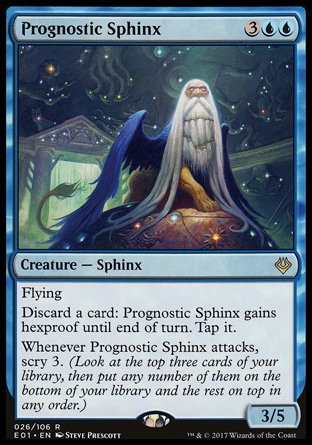 Prognostic Sphinx 3
Creature — Sphinx
Flying
Discard a card: Prognostic Sphinx gains
hexproof until end of turn. Tap it.
Whenever Prognostic Sphinx attacks,
scry 3. (Look at the top three cards of your
library, then put any number of them on the
bottom of your library and the rest on top in
any order.)
3/5
026/106 R
E01 • EN STEVE PRESCOTT
™ & © 2017 Wizards of the Coast